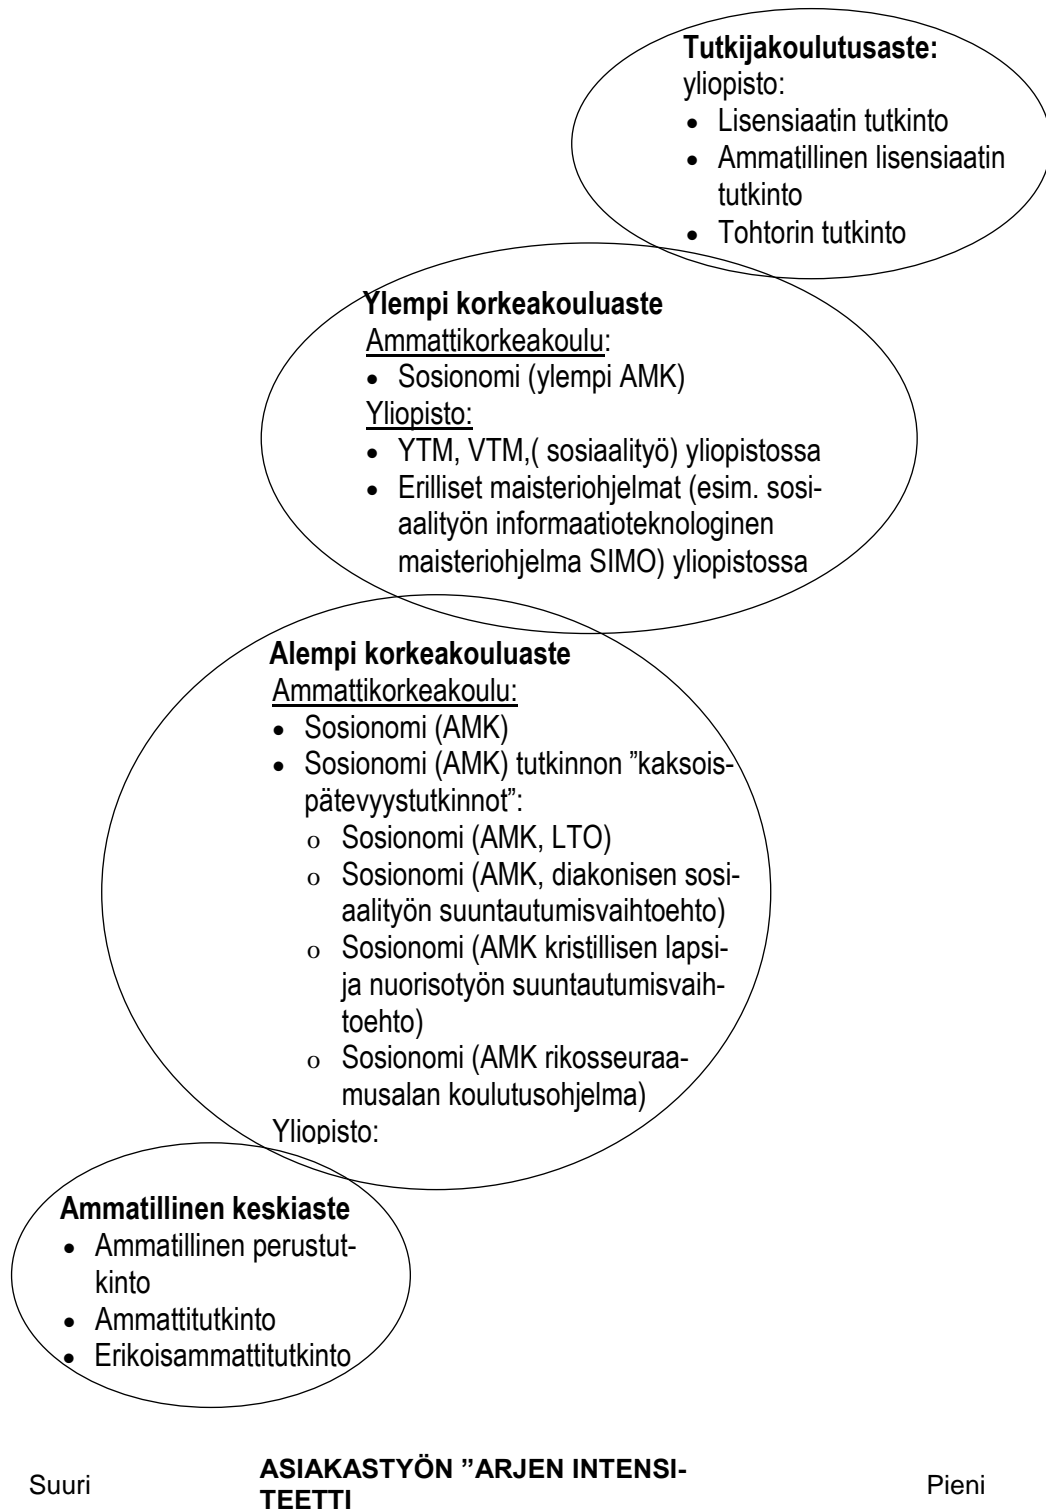 Tutkijakoulutusaste:
yliopisto:
• Lisensiaatin tutkinto
• Ammatillinen lisensiaatin
tutkinto
• Tohtorin tutkinto
Ylempi korkeakouluaste
Ammattikorkeakoulu:
• Sosionomi (ylempi AMK)
Yliopisto:
• YTM, VTM,( sosiaalityö) yliopistossa
• Erilliset maisteriohjelmat (esim. sosi-
aalityön informaatioteknologinen
maisteriohjelma SIMO) yliopistossa
Alempi korkeakouluaste
Ammattikorkeakoulu:
• Sosionomi (AMK)
• Sosionomi (AMK) tutkinnon ”kaksois-
pätevyystutkinnot”:
o Sosionomi (AMK, LTO)
o Sosionomi (AMK, diakonisen sosi-
aalityön suuntautumisvaihtoehto)
o Sosionomi (AMK kristillisen lapsi-
ja nuorisotyön suuntautumisvaih-
toehto)
o Sosionomi (AMK rikosseuraa-
musalan koulutusohjelma)
Yliopisto:
Ammatillinen keskiaste
• Ammatillinen perustut-
kinto
• Ammattitutkinto
• Erikoisammattitutkinto
Suuri
ASIAKASTYÖN ”ARJEN INTENSI-
TEETTI
Pieni